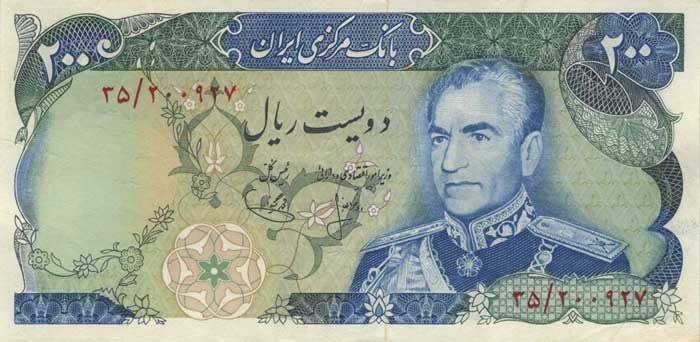 بانک مرکزی ایران
۲۰۰
۲۰۰
۳۵/۲۰۰۹۲۷
دویست ریال
وزیر امور اقتصادی و دارائی
رئیس کل
۳۵/۲۰۰۹۲۷